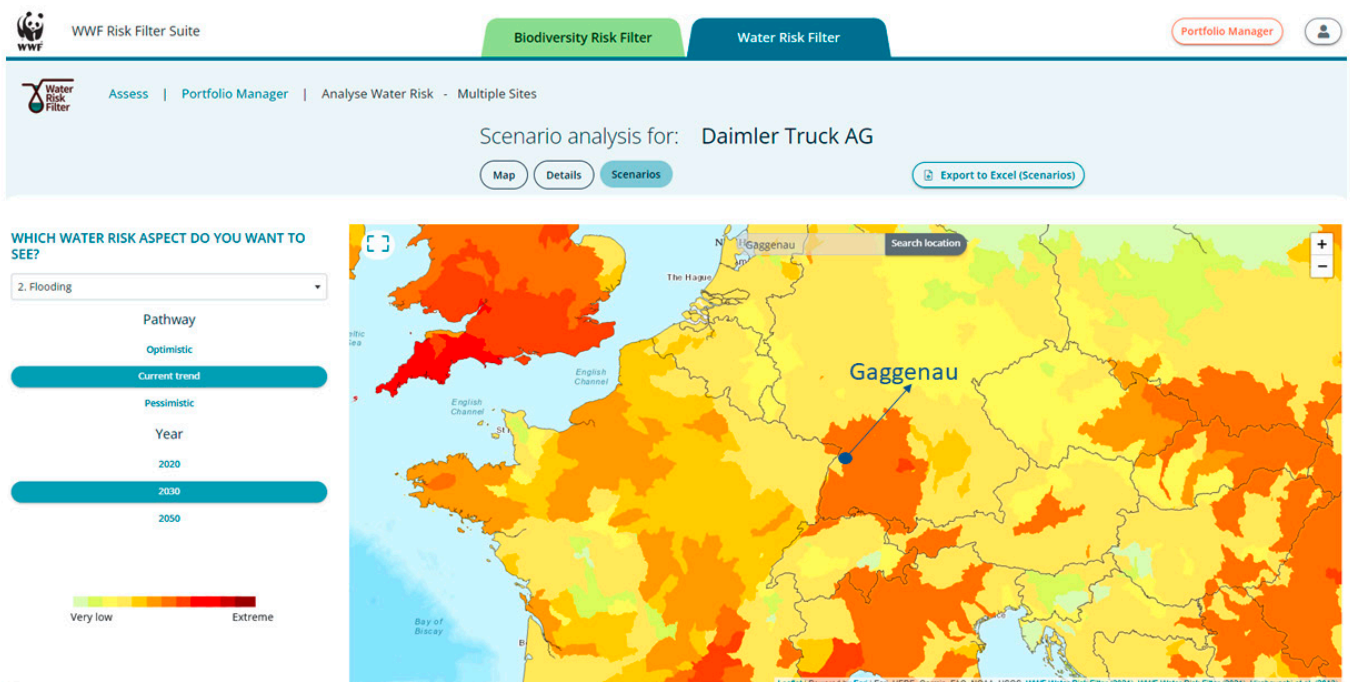 WWF
WWF Risk Filter Suite
Biodiversity Risk Filter
Water Risk Filter
Portfolio Manager
Water
Risk
Filter
Assess | Portfolio Manager | Analyse Water Risk - Multiple Sites
Scenario analysis for: Daimler Truck AG
Map
Details
Scenarios
Export to Excel (Scenarios)
WHICH WATER RISK ASPECT DO YOU WANT TO
SEE?
2. Flooding
Pathway
Optimistic
Current trend
Pessimistic
Year
2020
2030
2050
Very low
Extreme
Gaggenau
Search location
+
−
The Hague
English
Channel
English
Channel
Gaggenau
Bay of
Biscay